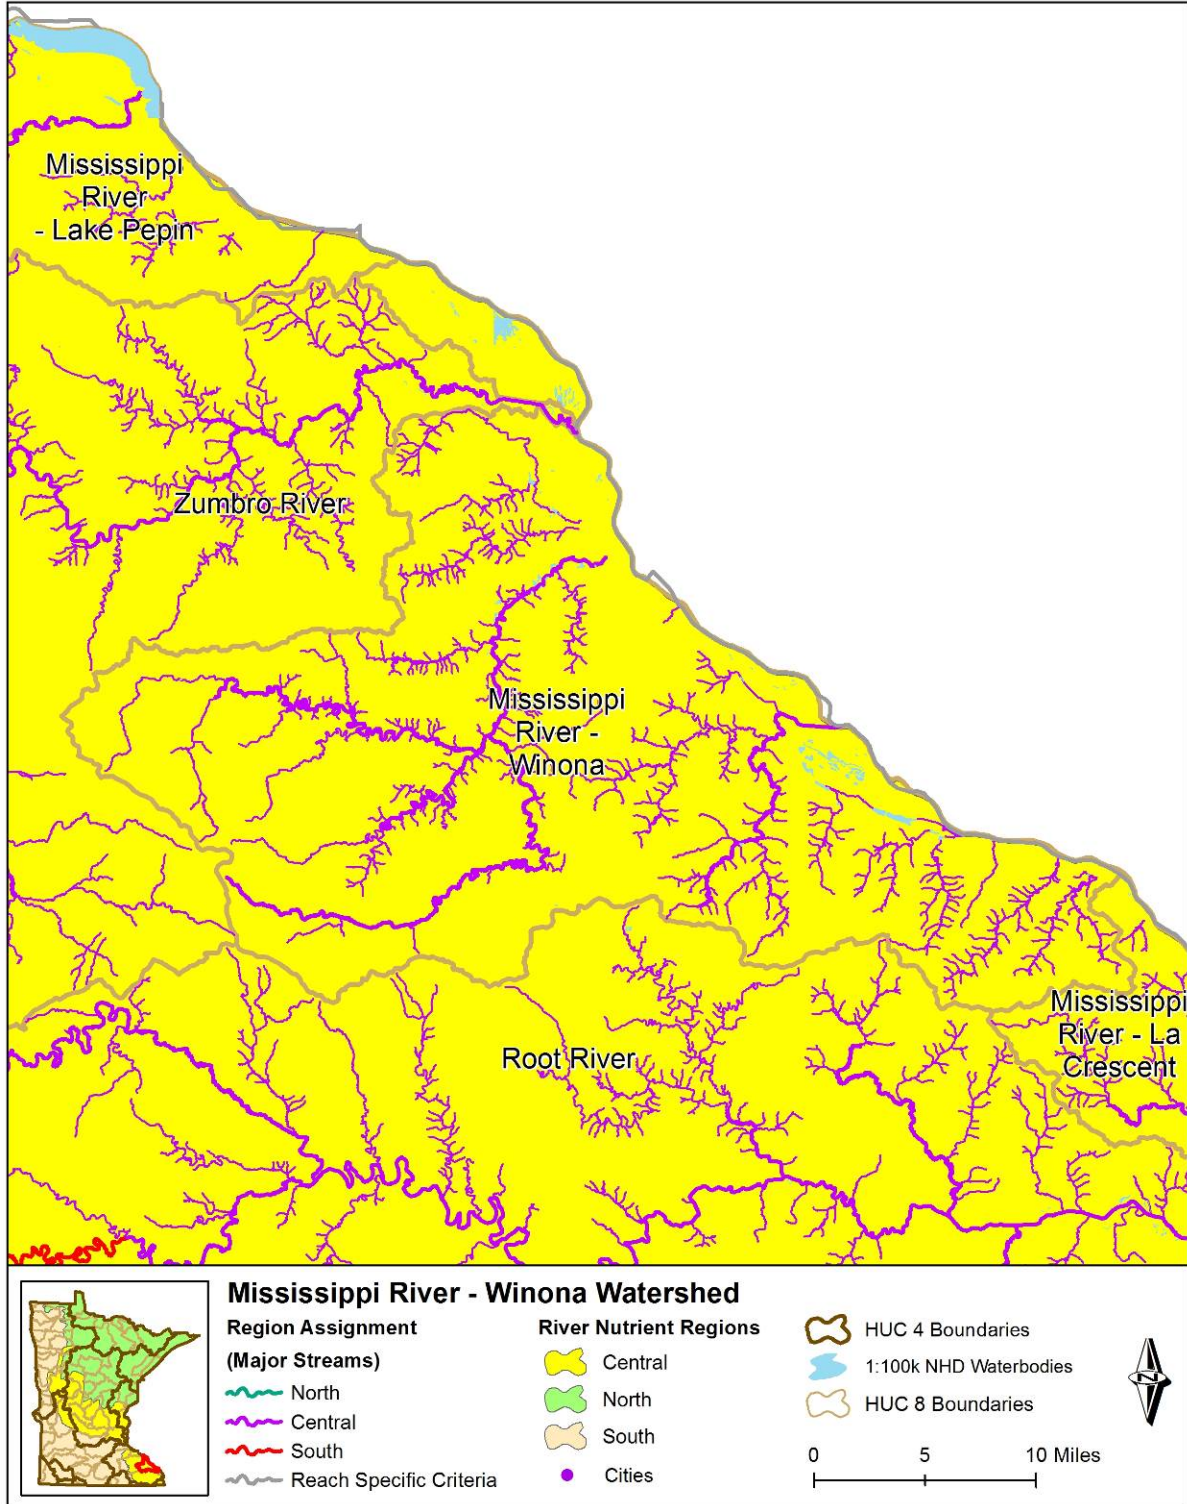 Mississippi
River
- Lake Pepin
Zumbro River
Mississippi
River -
Winona
Root River
Mississippi
River - La
Crescent
Mississippi River - Winona Watershed
Region Assignment
(Major Streams)
North
Central
South
Reach Specific Criteria
River Nutrient Regions
Central
North
South
Cities
HUC 4 Boundaries
1:100k NHD Waterbodies
HUC 8 Boundaries
0 5 10 Miles
N